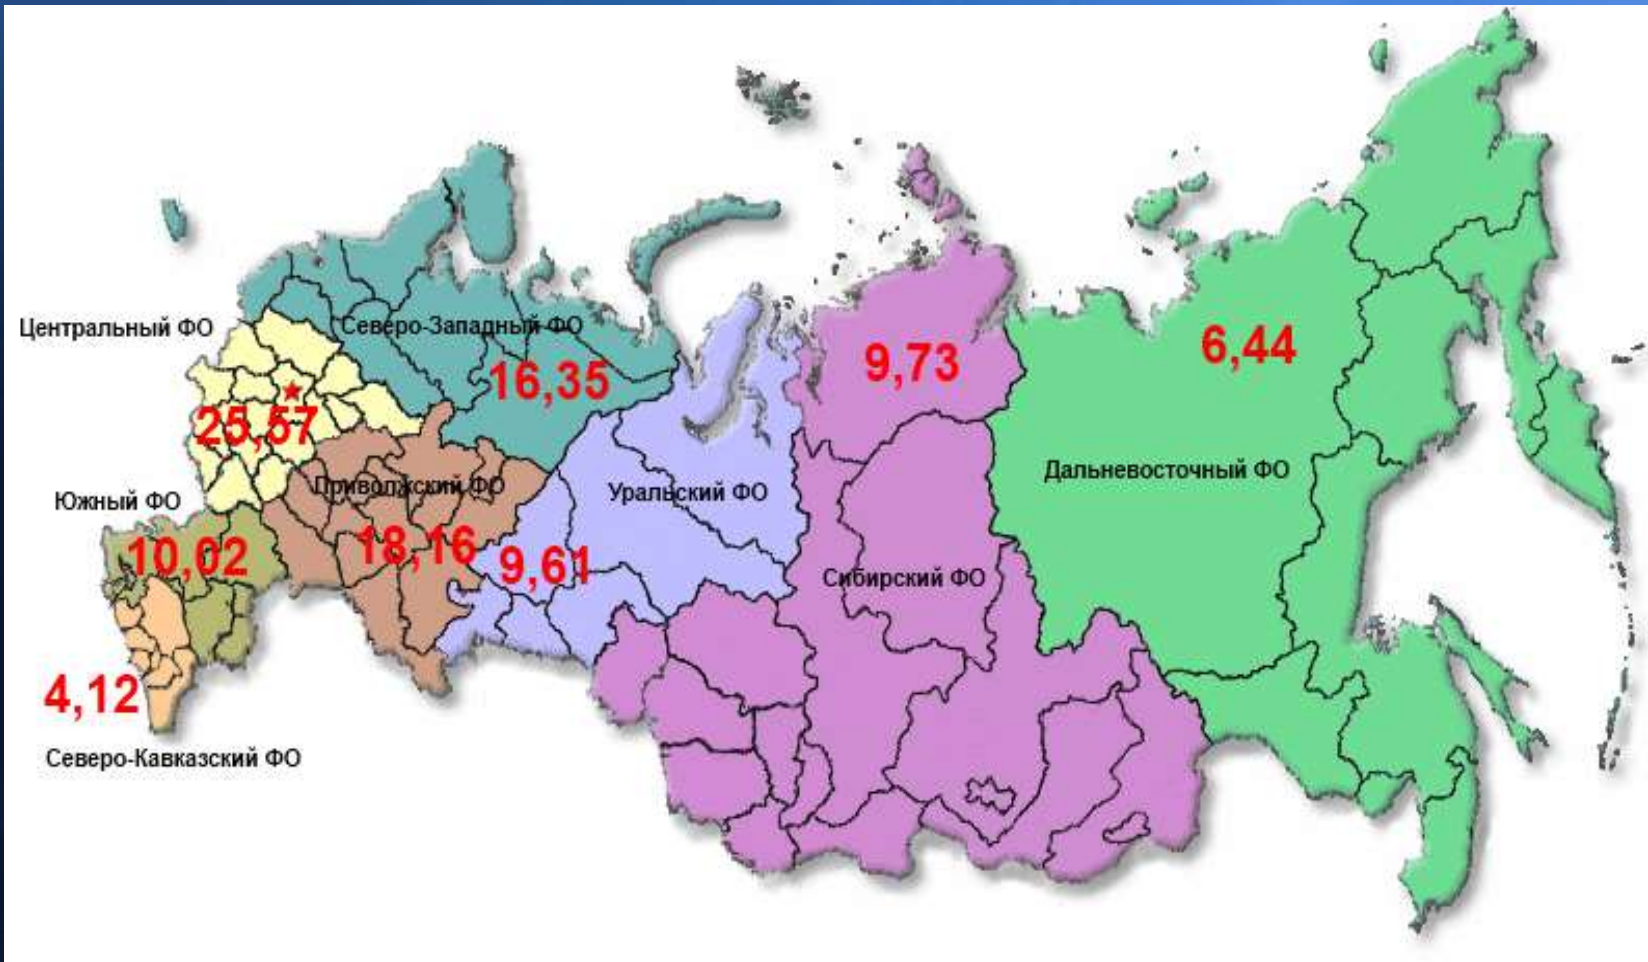 Центральный ФО
25,57
Северо-Западный ФО
16,35
9,73
6,44
Дальневосточный ФО
Южный ФО
10,02
Приволжский ФО
18,16
Уральский ФО
9,61
Сибирский ФО
4,12
Северо-Кавказский ФО